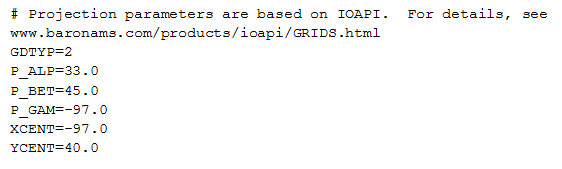 # Projection parameters are based on IOAPI.  For details, see
www.baronams.com/products/ioapi/GRIDS.html
GDTYP=2
P_ALP=33.0
P_BET=45.0
P_GAM=-97.0
XCENT=-97.0
YCENT=40.0